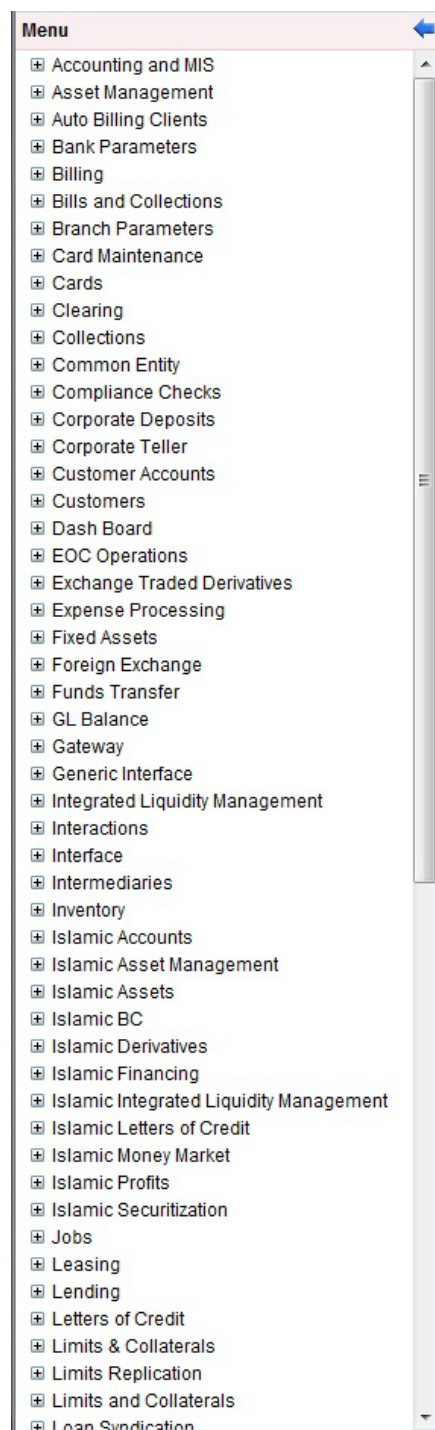 Menu
Accounting and MIS
Asset Management
Auto Billing Clients
Bank Parameters
Billing
Bills and Collections
Branch Parameters
Card Maintenance
Cards
Clearing
Collections
Common Entity
Compliance Checks
Corporate Deposits
Corporate Teller
Customer Accounts
Customers
Dash Board
EOC Operations
Exchange Traded Derivatives
Expense Processing
Fixed Assets
Foreign Exchange
Funds Transfer
GL Balance
Gateway
Generic Interface
Integrated Liquidity Management
Interactions
Interface
Intermediaries
Inventory
Islamic Accounts
Islamic Asset Management
Islamic Assets
Islamic BC
Islamic Derivatives
Islamic Financing
Islamic Integrated Liquidity Management
Islamic Letters of Credit
Islamic Money Market
Islamic Profits
Islamic Securitization
Jobs
Leasing
Lending
Letters of Credit
Limits & Collaterals
Limits Replication
Limits and Collaterals
Loan Syndication